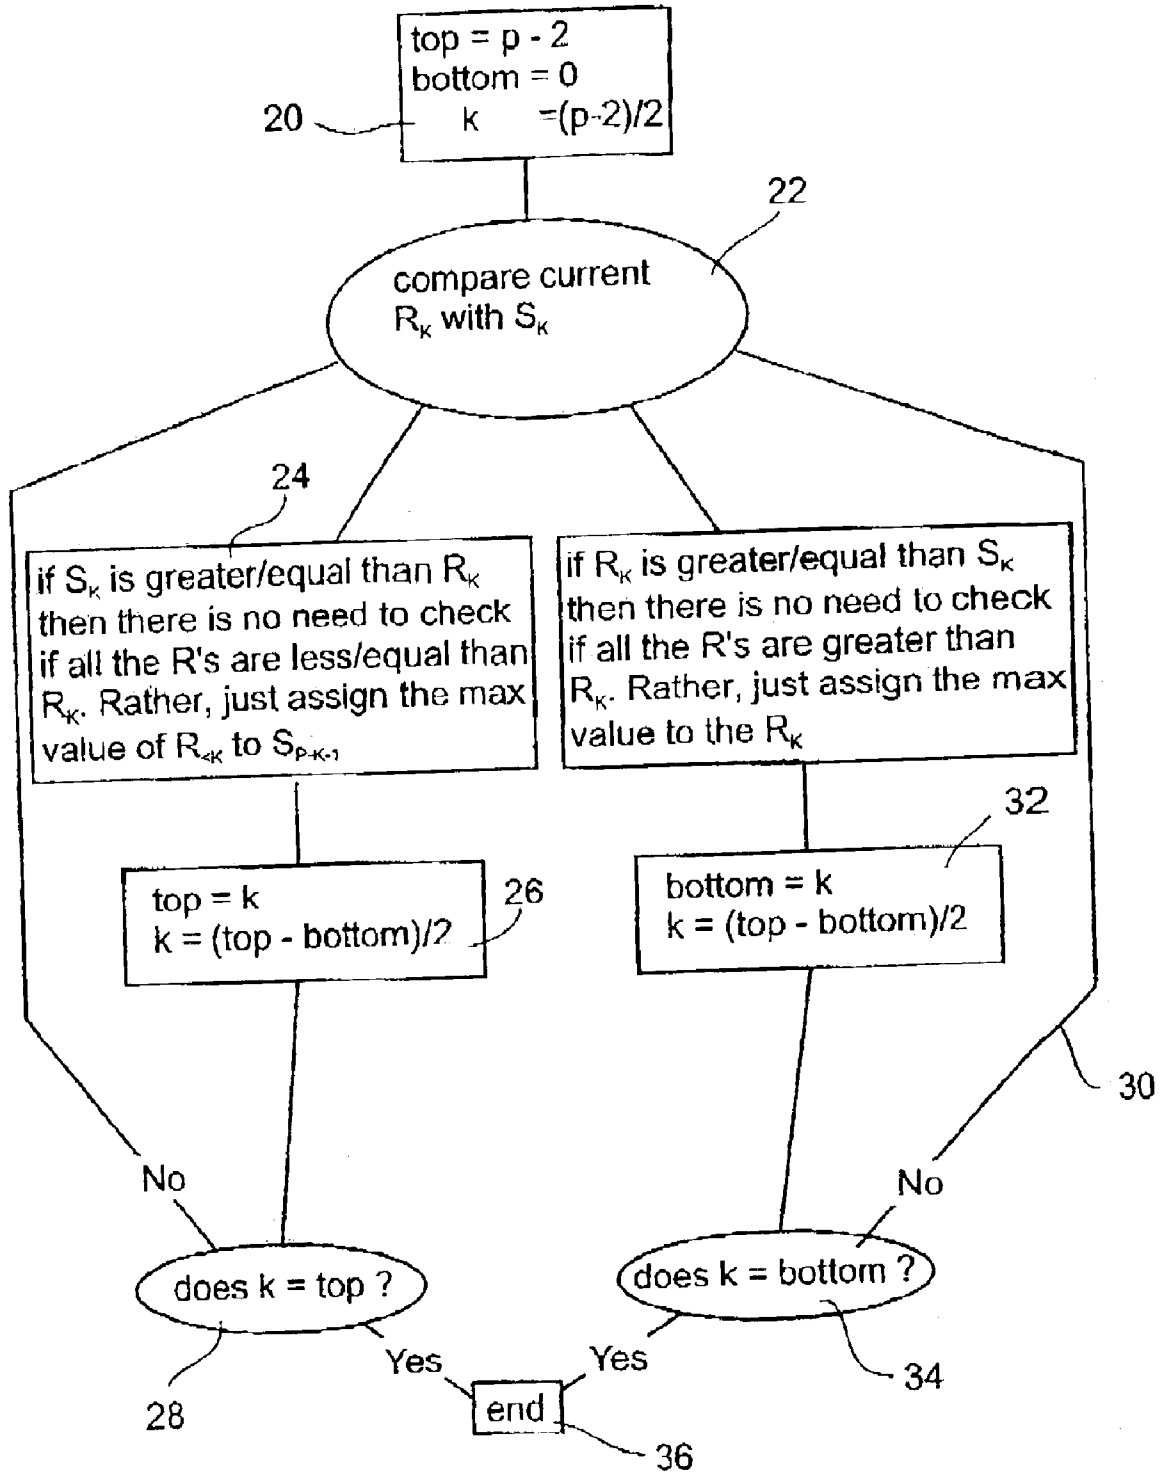 top = p - 2
bottom = 0
k =(p-2)/2
20
22
compare current
R_K with S_K
24
if S_K is greater/equal than R_K
then there is no need to check
if all the R's are less/equal than
R_K. Rather, just assign the max
value of R_<K to S_P-K-1
if R_K is greater/equal than S_K
then there is no need to check
if all the R's are greater than
R_K. Rather, just assign the max
value to the R_K
32
top = k
k = (top - bottom)/2
26
bottom = k
k = (top - bottom)/2
30
No
No
does k = top ?
does k = bottom ?
Yes
Yes
28
34
end
36